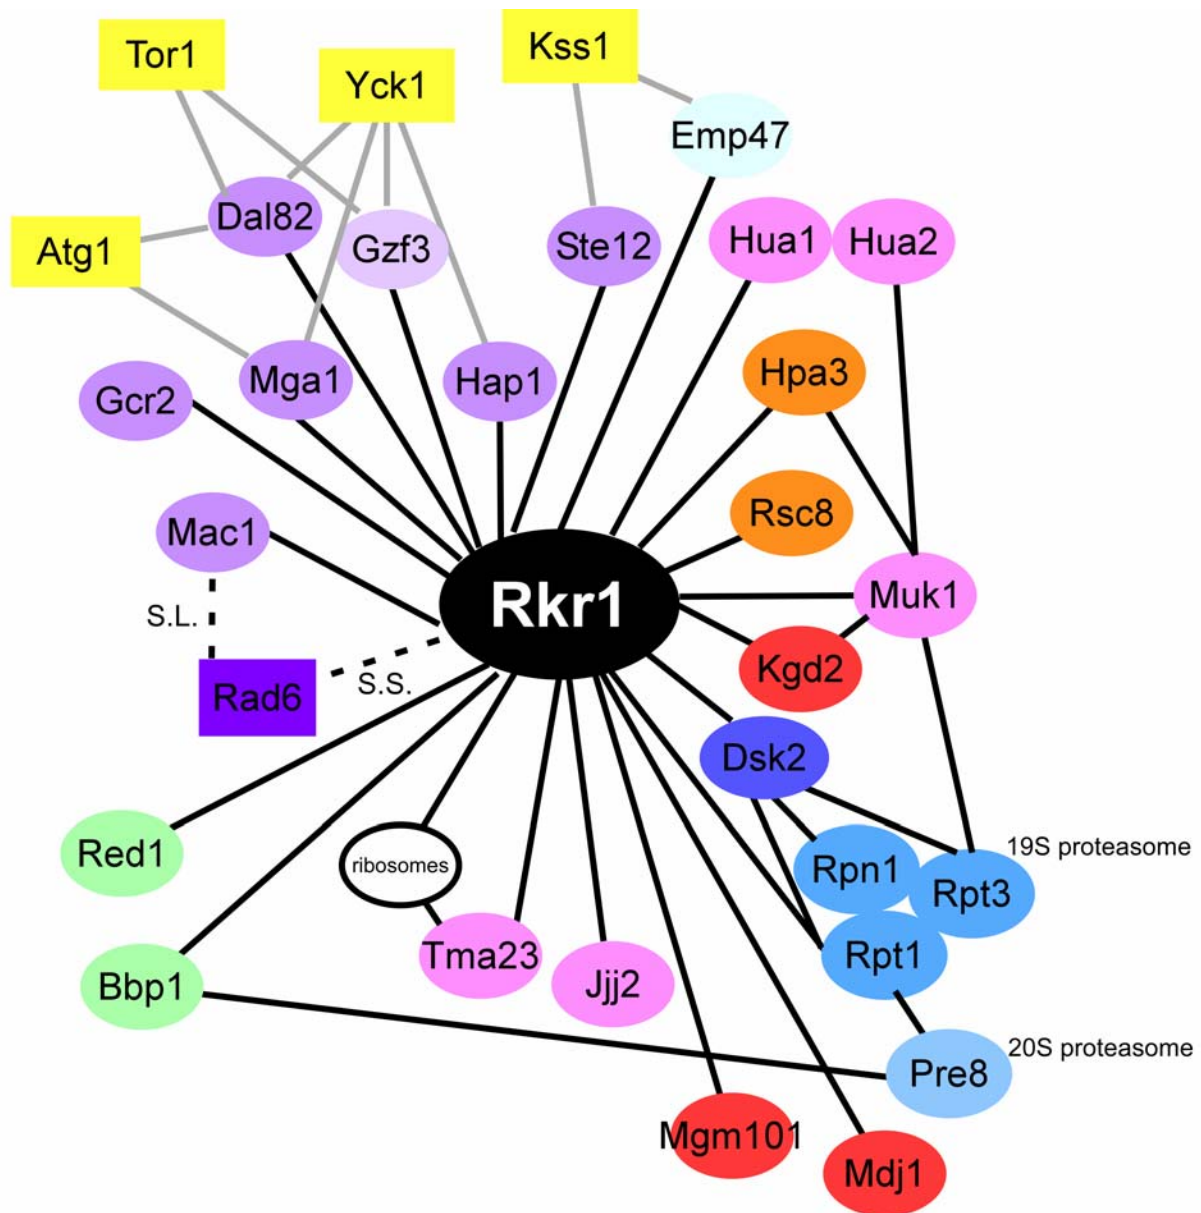 Tor1
Yck1
Kss1
Emp47
Dal82
Gzf3
Ste12
Hua1
Hua2
Atg1
Gcr2
Mga1
Hap1
Hpa3
Mac1
Rsc8
S.L.
Rkr1
Muk1
Rad6
S.S.
Kgd2
Dsk2
Red1
ribosomes
Rpn1
Rpt3
19S proteasome
Tma23
Jjj2
Rpt1
Bbp1
Pre8
20S proteasome
Mgm101
Mdj1